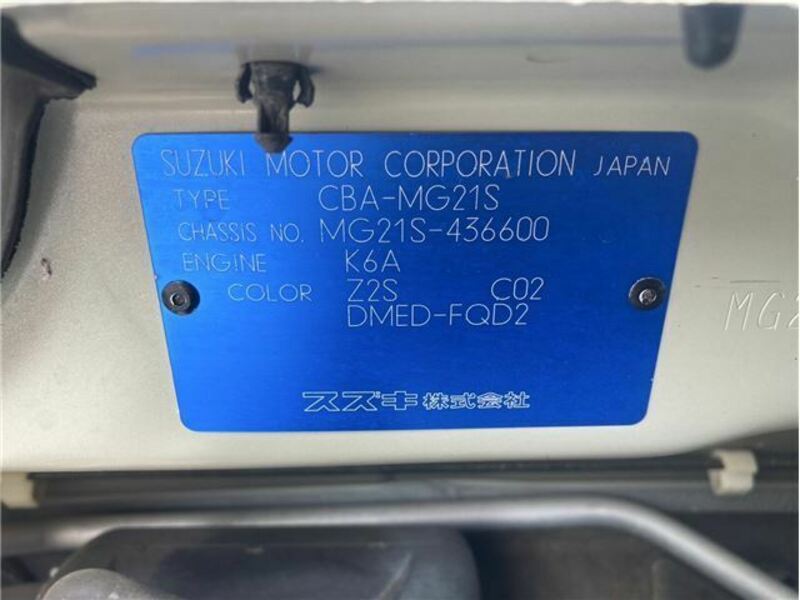 SUZUKI MOTOR CORPORATION JAPAN
TYPE CBA-MG21S
CHASSIS NO. MG21S-436600
ENGINE K6A
COLOR Z2S C02
DMED-FQD2
スズキ株式会社
MG2